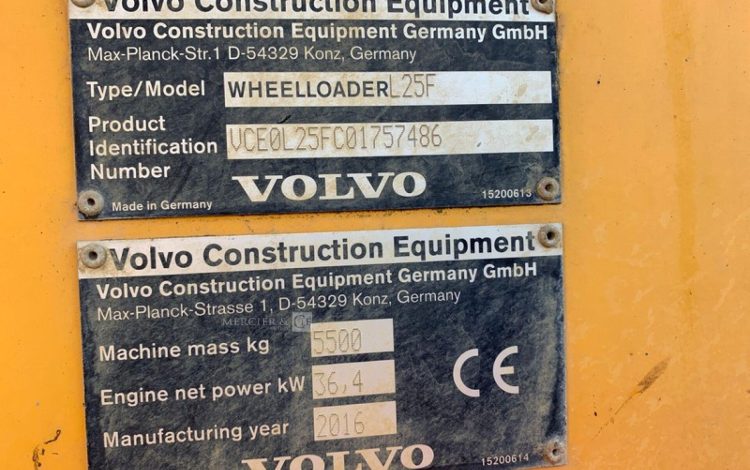 Volvo Construction Equipment
Volvo Construction Equipment Germany GmbH
Max-Planck-Str.1 D-54329 Konz, Germany
Type/Model WHEELLOADER L25F
Product
Identification VCE0L25FC01757486
Number
VOLVO
Made in Germany
15200613
Volvo Construction Equipment
Volvo Construction Equipment Germany GmbH
Max-Planck-Strasse 1, D-54329 Konz, Germany
MERCIER &
Machine mass kg 5500
CE
Engine net power kW 36,4
Manufacturing year 2016
VOLVO
15200614